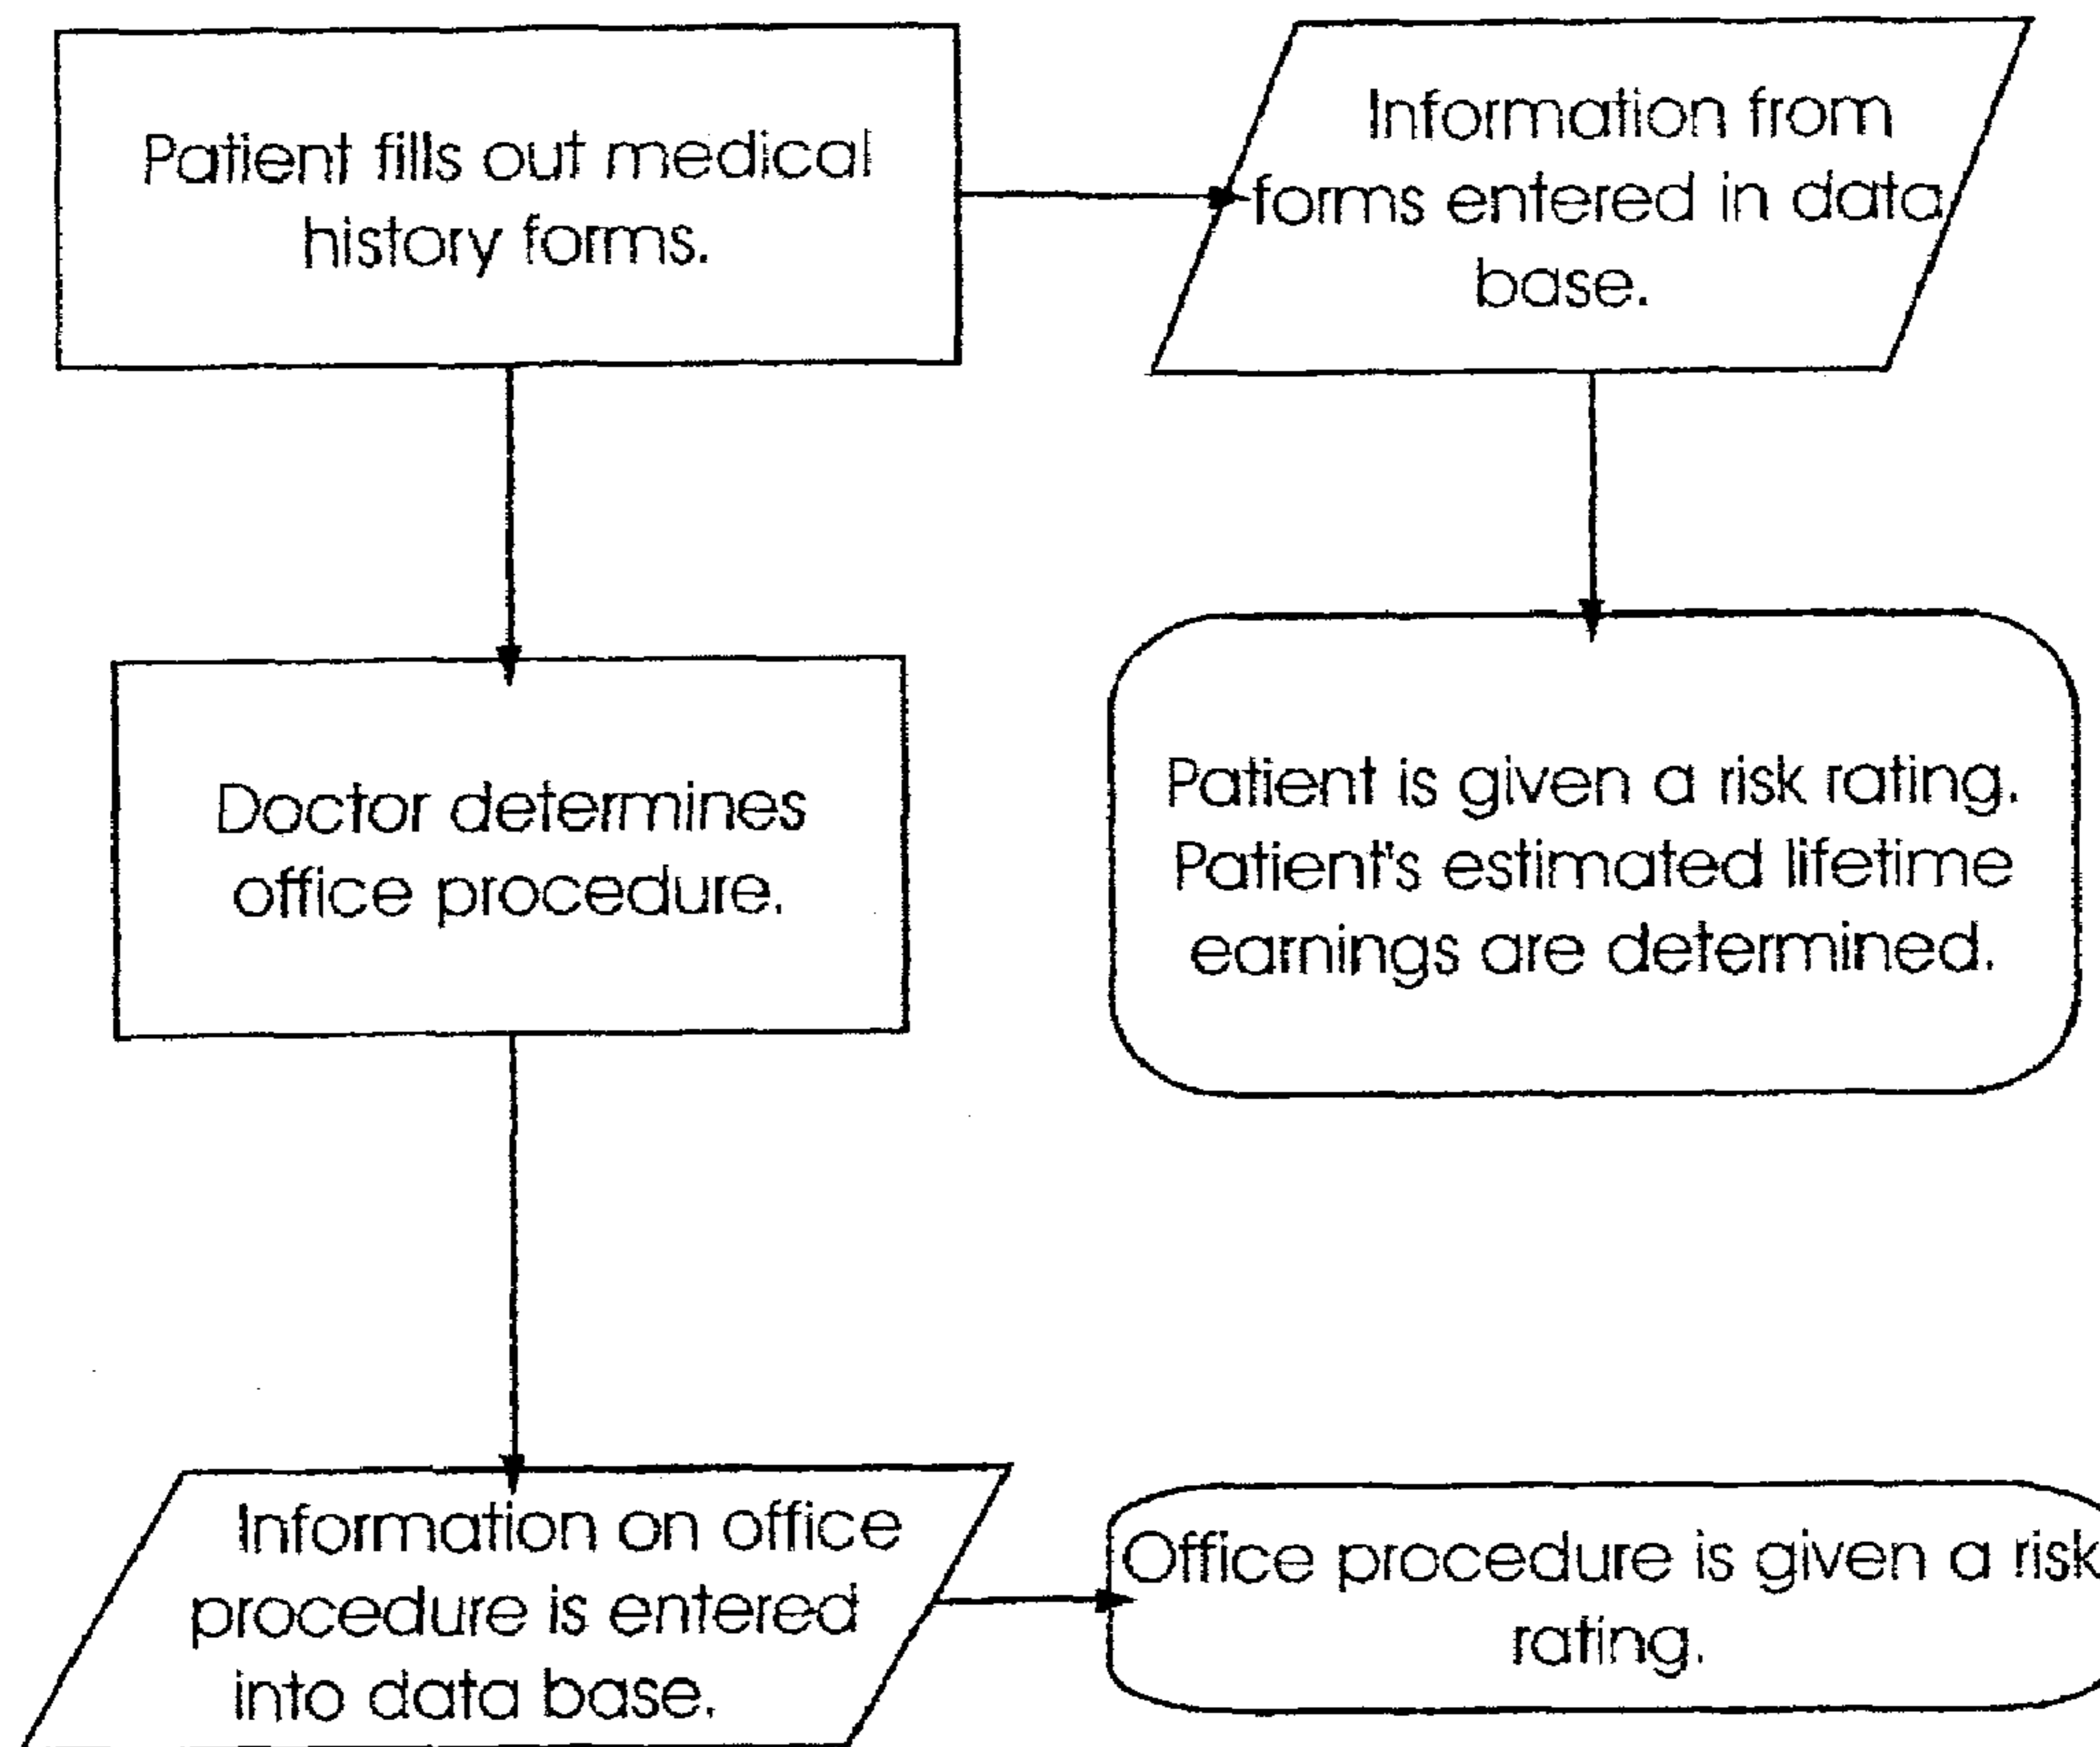 Patient fills out medical
history forms.
Information from
forms entered in data
base.
Doctor determines
office procedure.
Patient is given a risk rating.
Patient's estimated lifetime
earnings are determined.
Information on office
procedure is entered
into data base.
Office procedure is given a risk
rating.